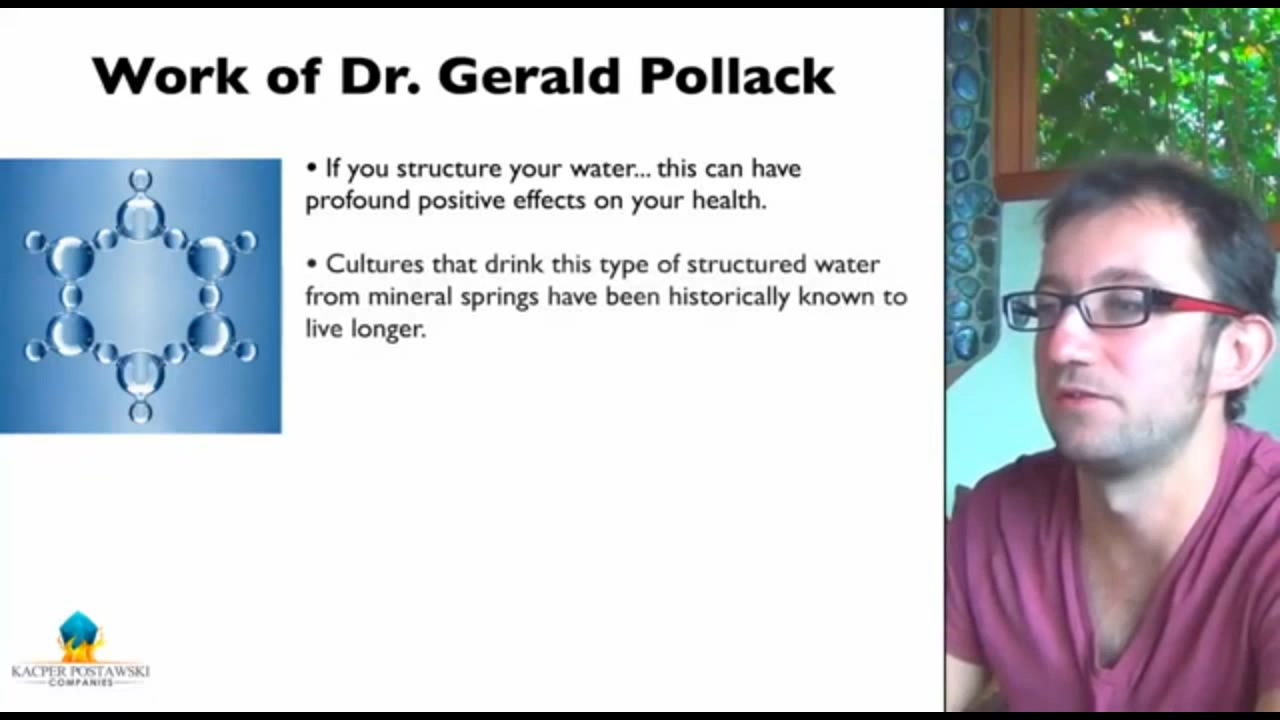 Work of Dr. Gerald Pollack
• If you structure your water... this can have
profound positive effects on your health.
• Cultures that drink this type of structured water
from mineral springs have been historically known to
live longer.
KACPER POSTAWSKI
COMPANIES